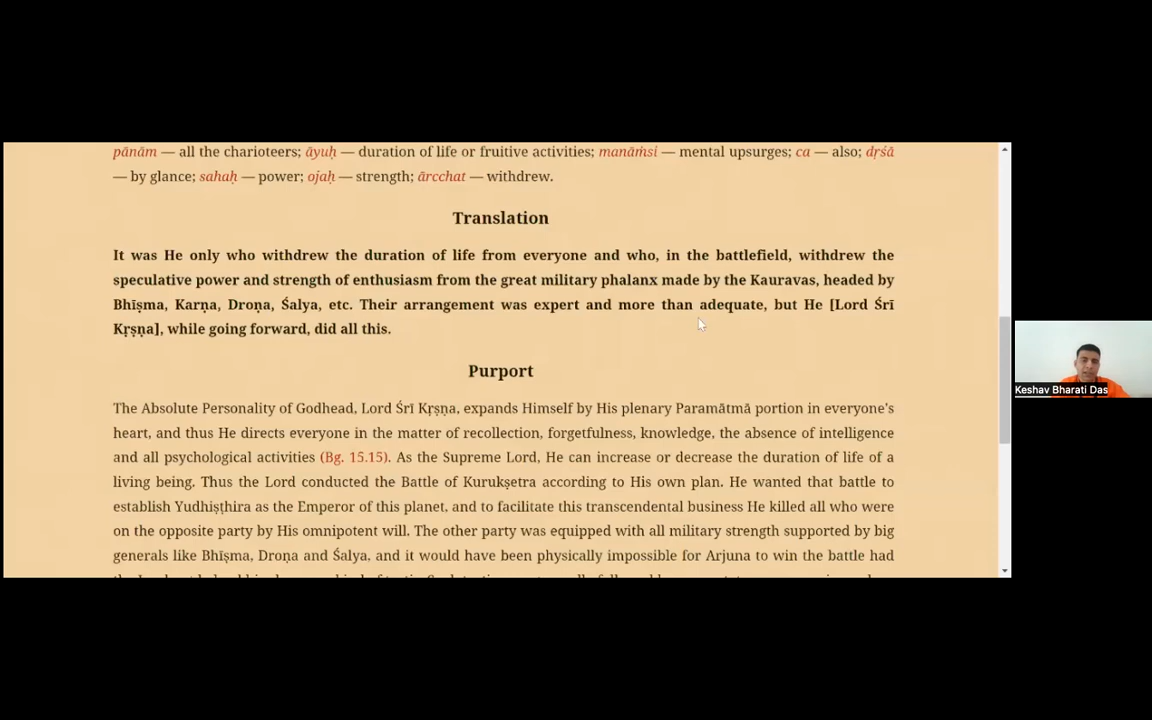 pānām — all the charioteers; āyuḥ — duration of life or fruitive activities; manāṁsi — mental upsurges; ca — also; dṛśā
— by glance; sahaḥ — power; ojaḥ — strength; ārcchat — withdrew.
Translation
It was He only who withdrew the duration of life from everyone and who, in the battlefield, withdrew the
speculative power and strength of enthusiasm from the great military phalanx made by the Kauravas, headed by
Bhīṣma, Karṇa, Droṇa, Śalya, etc. Their arrangement was expert and more than adequate, but He [Lord Śrī
Kṛṣṇa], while going forward, did all this.
Purport
The Absolute Personality of Godhead, Lord Śrī Kṛṣṇa, expands Himself by His plenary Paramātmā portion in everyone's
heart, and thus He directs everyone in the matter of recollection, forgetfulness, knowledge, the absence of intelligence
and all psychological activities (Bg. 15.15). As the Supreme Lord, He can increase or decrease the duration of life of a
living being. Thus the Lord conducted the Battle of Kurukṣetra according to His own plan. He wanted that battle to
establish Yudhiṣṭhira as the Emperor of this planet, and to facilitate this transcendental business He killed all who were
on the opposite party by His omnipotent will. The other party was equipped with all military strength supported by big
generals like Bhīṣma, Droṇa and Śalya, and it would have been physically impossible for Arjuna to win the battle had
Keshav Bharati Das